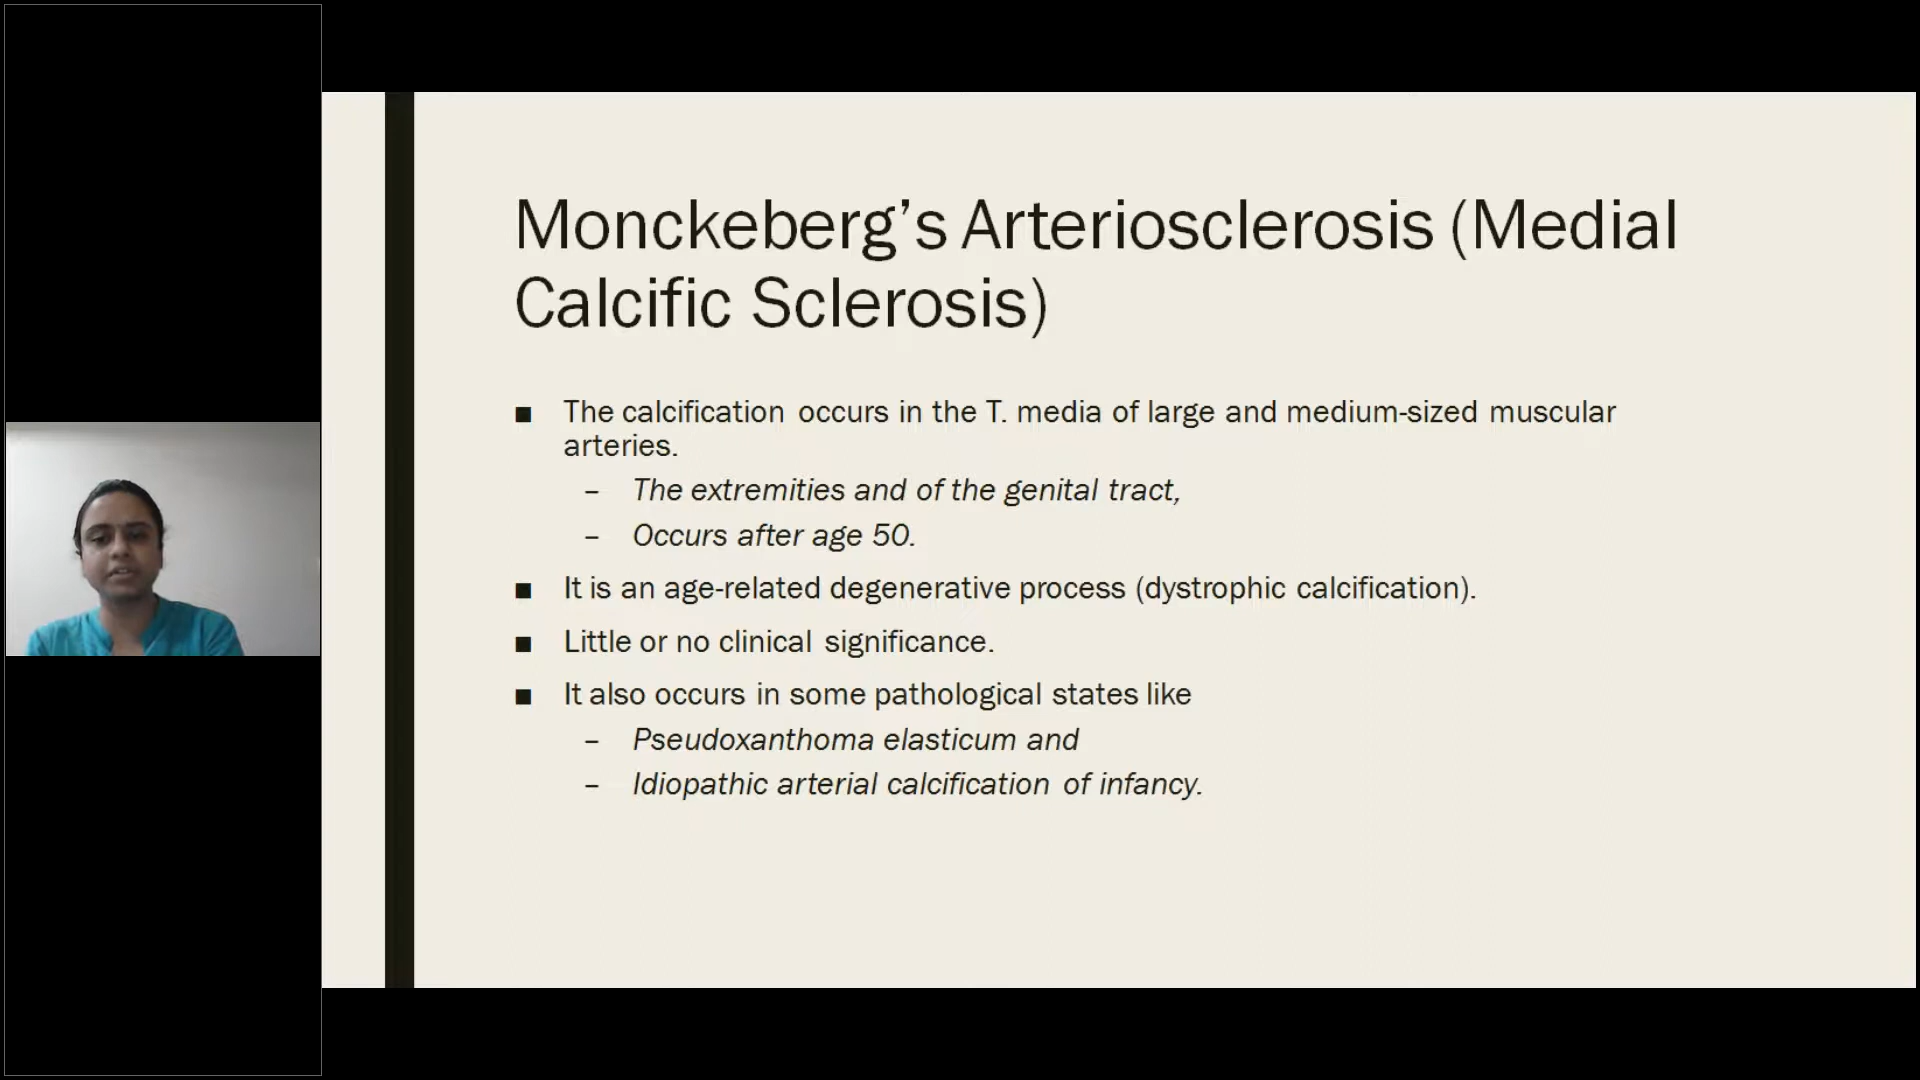 Monckeberg’s Arteriosclerosis (Medial
Calcific Sclerosis)
■ The calcification occurs in the T. media of large and medium-sized muscular
arteries.
– The extremities and of the genital tract,
– Occurs after age 50.
■ It is an age-related degenerative process (dystrophic calcification).
■ Little or no clinical significance.
■ It also occurs in some pathological states like
– Pseudoxanthoma elasticum and
– Idiopathic arterial calcification of infancy.